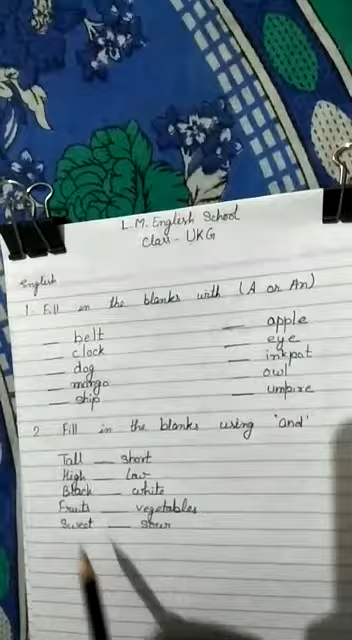 L.M. English School
Class - UKG
English
1. Fill in the blanks with (A or An)
__ belt
__ clock
__ dog
__ mango
__ ship
__ apple
__ eye
__ inkpot
__ owl
__ umpire
2. Fill in the blanks using 'and'
Tall __ short
High __ Low
Black __ white
Fruits __ vegetables
Sweet __ sour